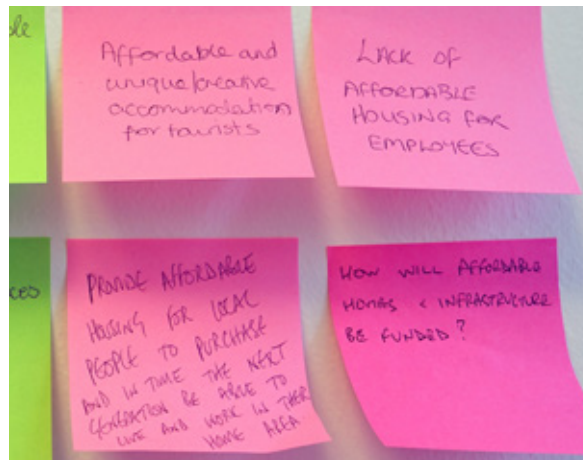 le
Affordable and
unique/creative
accommodation
for tourists
LACK OF
AFFORDABLE
HOUSING FOR
EMPLOYEES
ces
PROVIDE AFFORDABLE
HOUSING FOR LOCAL
PEOPLE TO PURCHASE
AND IN TIME THE NEXT
GENERATION BE ABLE TO
LIVE AND WORK IN THER
HOME AREA
HOW WILL AFFORDABLE
HOMES & INFRASTRUCTURE
BE FUNDED?